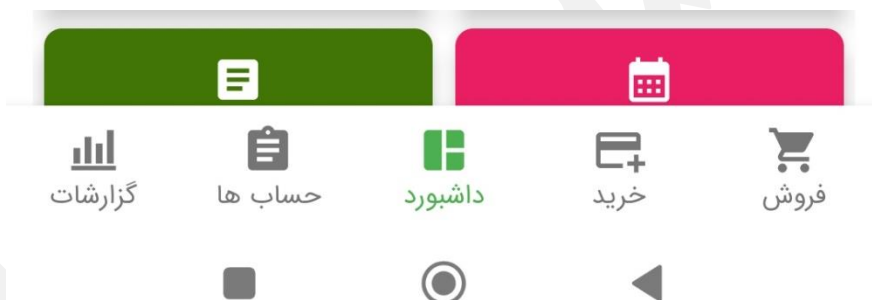 فروش
خرید
داشبورد
حساب ها
گزارشات